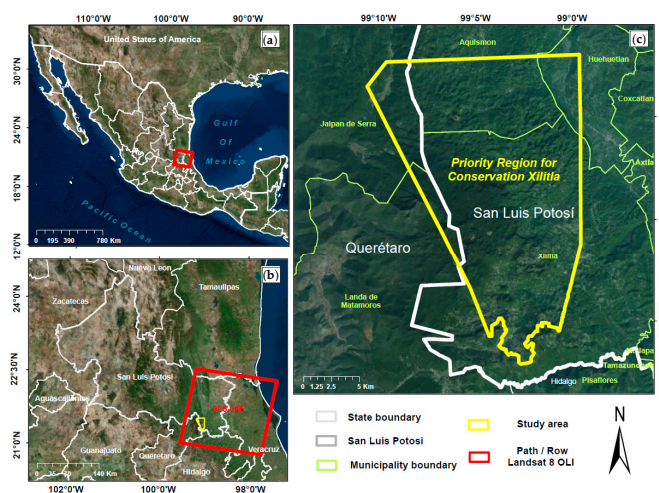 110°0'W
100°0'W
90°0'W
United States of America
(a)
Gulf
Of
Mexico
Pacific Ocean
0 195 390 780 Km
30°0'N
24°0'N
18°0'N
12°0'N
99°10'W
99°5'W
99°0'W
(c)
Aquismon
Huehuetlan
Coxcatlan
Jalpan de Serra
Axtla
Priority Region for
Conservation Xilitla
San Luis Potosí
Querétaro
Xilitla
Landa de
Matamoros
Tamazunc
Hidalgo
Pisaflores
0 1.25 2.5 5 Km
(b)
Nuevo Leon
Tamaulipas
Zacatecas
San Luis Potosi
Aguascalientes
Guanajuato
Querétaro
Hidalgo
Veracruz
0 35 70 140 Km
24°0'N
22°30'N
21°0'N
102°0'W
100°0'W
98°0'W
State boundary
San Luis Potosi
Municipality boundary
Study area
Path / Row
Landsat 8 OLI
N